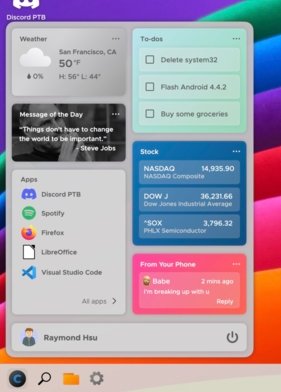 Discord PTB
Weather
San Francisco, CA
50°F
0%
H: 56° L: 44°
To-dos
Delete system32
Flash Android 4.4.2
Buy some groceries
Message of the Day
"Things don't have to change
the world to be important."
- Steve Jobs
Stock
NASDAQ 14,935.90
NASDAQ Composite
DOW J 36,231.66
Dow Jones Industrial Average
^SOX 3,796.32
PHLX Semiconductor
Apps
Discord PTB
Spotify
Firefox
LibreOffice
Visual Studio Code
All apps
From Your Phone
Babe 2 mins ago
I'm breaking up with u
Reply
Raymond Hsu